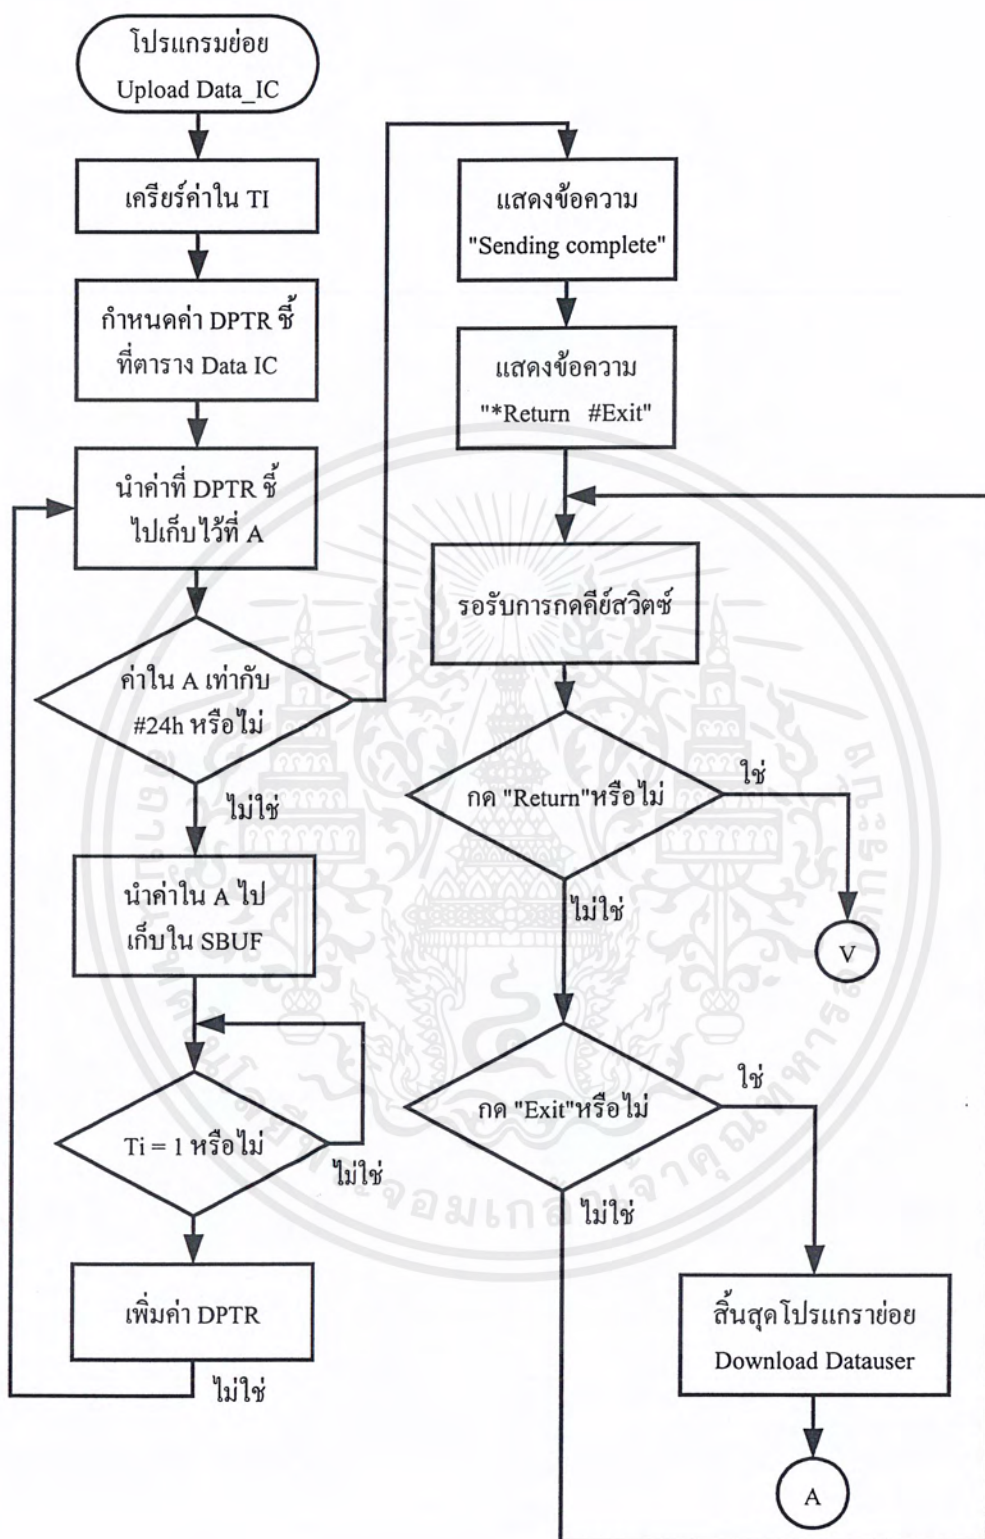 โปรแกรมย่อย
Upload Data_IC
เครียร์ค่าใน TI
กำหนดค่า DPTR ชี้
ที่ตาราง Data IC
นำค่าที่ DPTR ชี้
ไปเก็บไว้ที่ A
ค่าใน A เท่ากับ
#24h หรือไม่
ไม่ใช่
นำค่าใน A ไป
เก็บใน SBUF
Ti = 1 หรือไม่
ไม่ใช่
เพิ่มค่า DPTR
ไม่ใช่
แสดงข้อความ
"Sending complete"
แสดงข้อความ
"*Return #Exit"
รอรับการกดคีย์สวิตซ์
กด "Return"หรือไม่
ใช่
ไม่ใช่
V
กด "Exit"หรือไม่
ใช่
ไม่ใช่
สิ้นสุดโปรแกราย่อย
Download Datauser
A